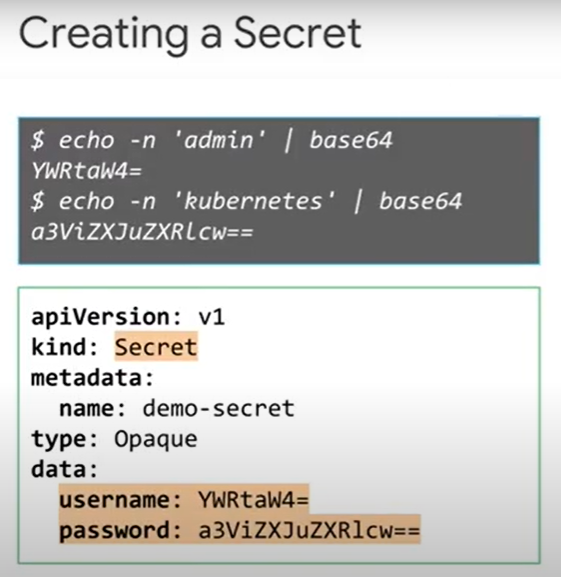 Creating a Secret
$ echo -n 'admin' | base64
YWRtaW4=
$ echo -n 'kubernetes' | base64
a3ViZXJuZXRlcw==
apiVersion: v1
kind: Secret
metadata:
  name: demo-secret
type: Opaque
data:
  username: YWRtaW4=
  password: a3ViZXJuZXRlcw==